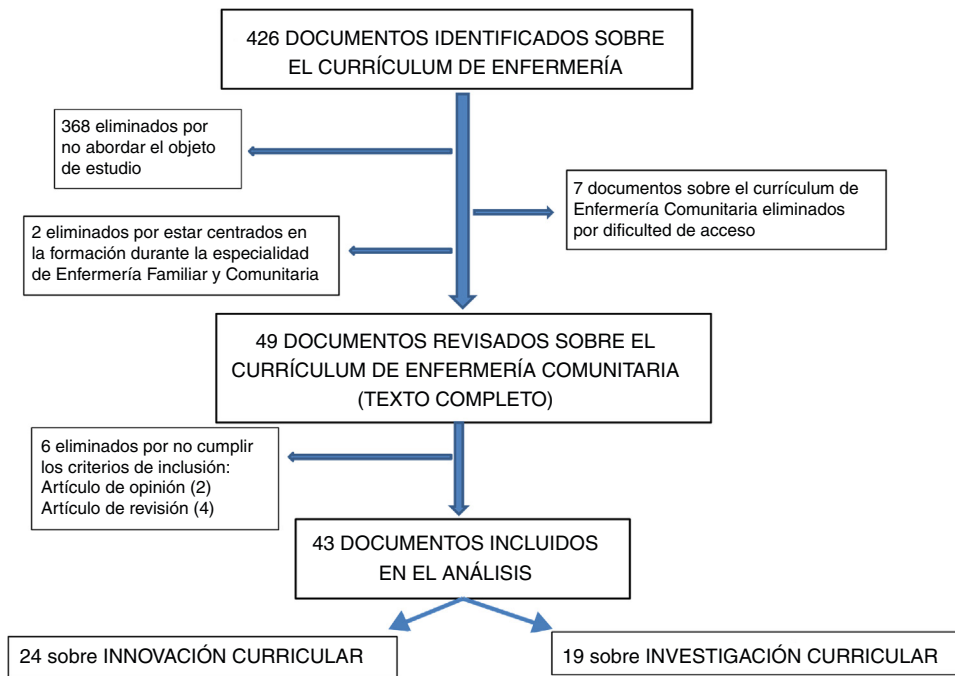 426 DOCUMENTOS IDENTIFICADOS SOBRE
EL CURRÍCULUM DE ENFERMERÍA
368 eliminados por
no abordar el objeto
de estudio
7 documentos sobre el currículum de
Enfermería Comunitaria eliminados
por dificulted de acceso
2 eliminados por estar centrados en
la formación durante la especialidad
de Enfermería Familiar y Comunitaria
49 DOCUMENTOS REVISADOS SOBRE EL
CURRÍCULUM DE ENFERMERÍA COMUNITARIA
(TEXTO COMPLETO)
6 eliminados por no cumplir
los criterios de inclusión:
Artículo de opinión (2)
Artículo de revisión (4)
43 DOCUMENTOS INCLUIDOS
EN EL ANÁLISIS
24 sobre INNOVACIÓN CURRICULAR
19 sobre INVESTIGACIÓN CURRICULAR